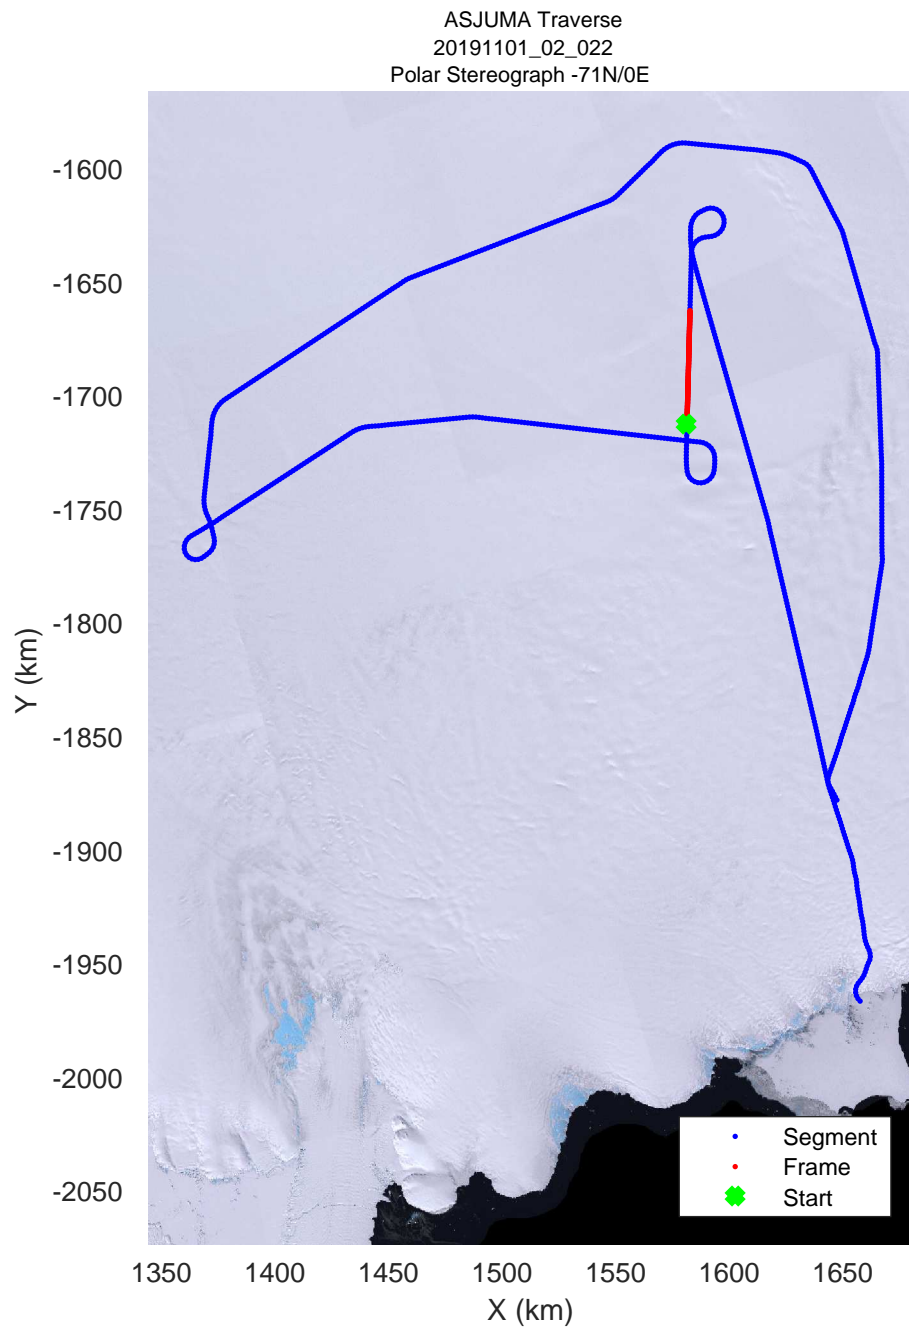 ASJUMA Traverse
20191101_02_022
Polar Stereograph -71N/0E
-1600
-1650
-1700
-1750
-1800
-1850
-1900
-1950
-2000
-2050
Y (km)
Segment
Frame
Start
1350 1400 1450 1500 1550 1600 1650
X (km)